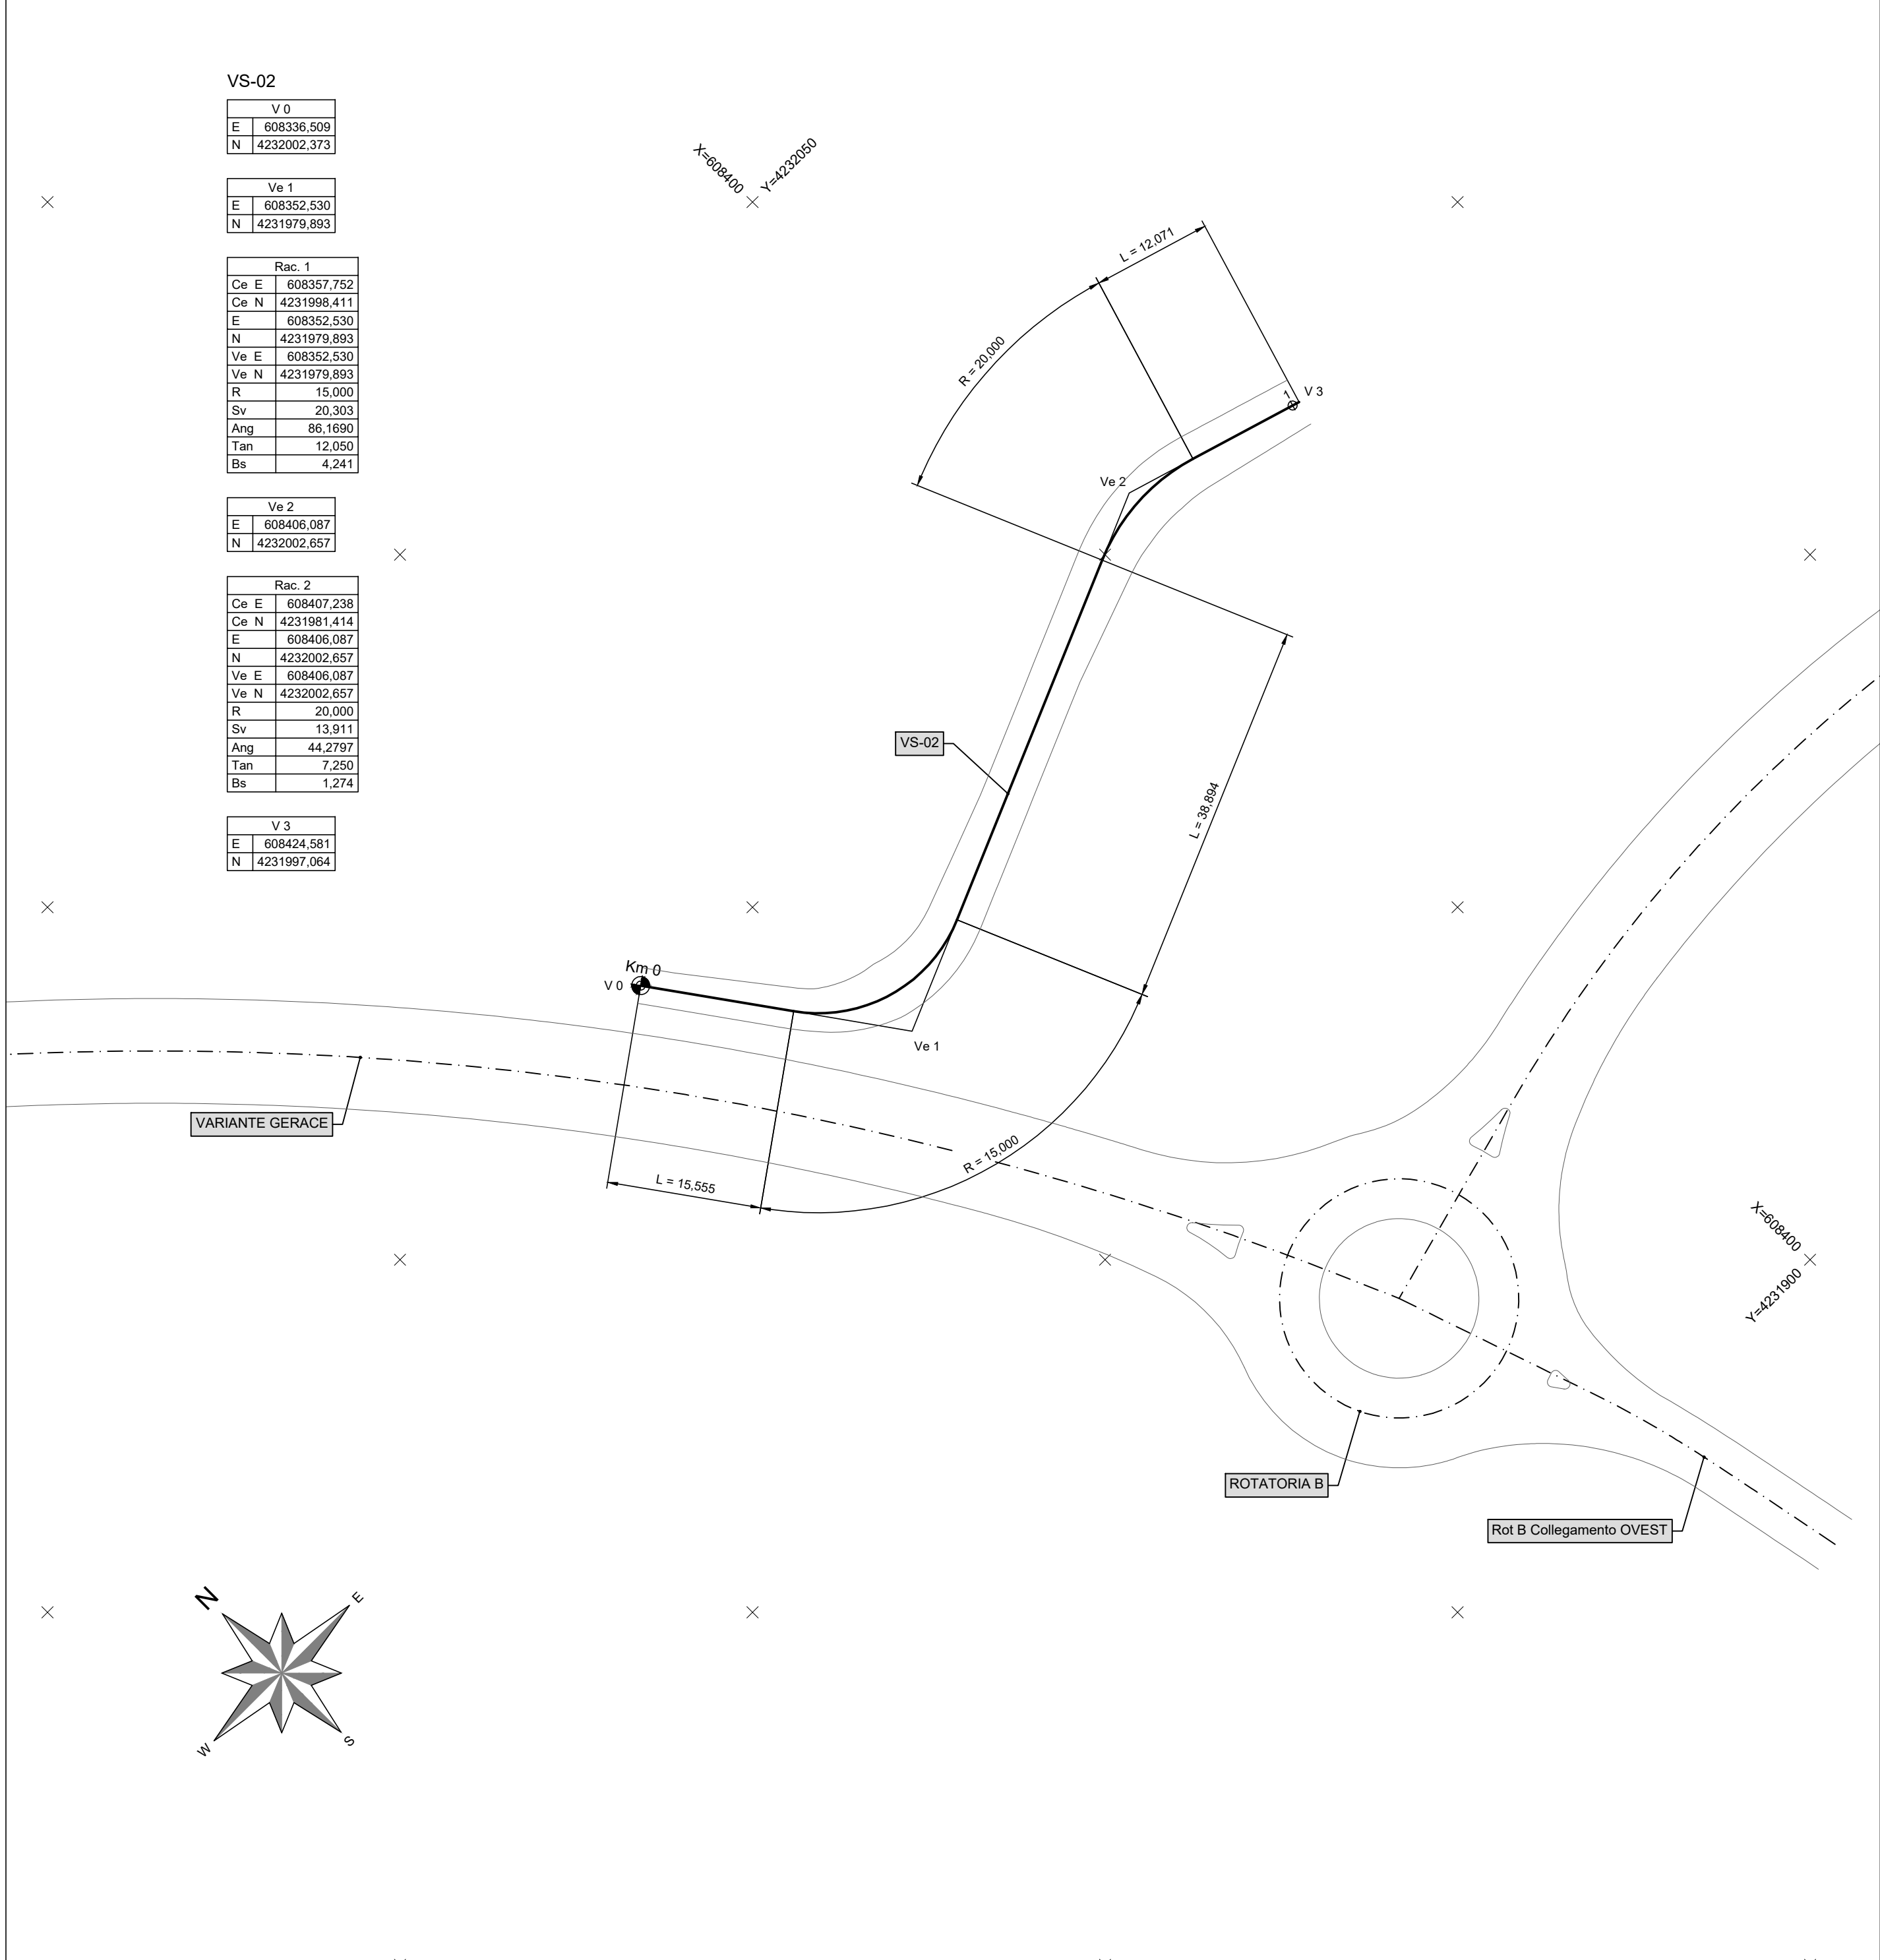 VS-02
V 0
E 608336,509
N 4232002,373
Ve 1
E 608352,530
N 4231979,893
Rac. 1
Ce E 608357,752
Ce N 4231998,411
E 608352,530
N 4231979,893
Ve E 608352,530
Ve N 4231979,893
R 15,000
Sv 20,303
Ang 86,1690
Tan 12,050
Bs 4,241
Ve 2
E 608406,087
N 4232002,657
Rac. 2
Ce E 608407,238
Ce N 4231981,414
E 608406,087
N 4232002,657
Ve E 608406,087
Ve N 4232002,657
R 20,000
Sv 13,911
Ang 44,2797
Tan 7,250
Bs 1,274
V 3
E 608424,581
N 4231997,064
X=608400
Y=4232050
L = 12,071
R = 20,000
1
V 3
Ve 2
VS-02
L = 38,894
Km 0
V 0
Ve 1
VARIANTE GERACE
R = 15,000
L = 15,555
X=608400
Y=4231900
ROTATORIA B
Rot B Collegamento OVEST
N
E
W
S